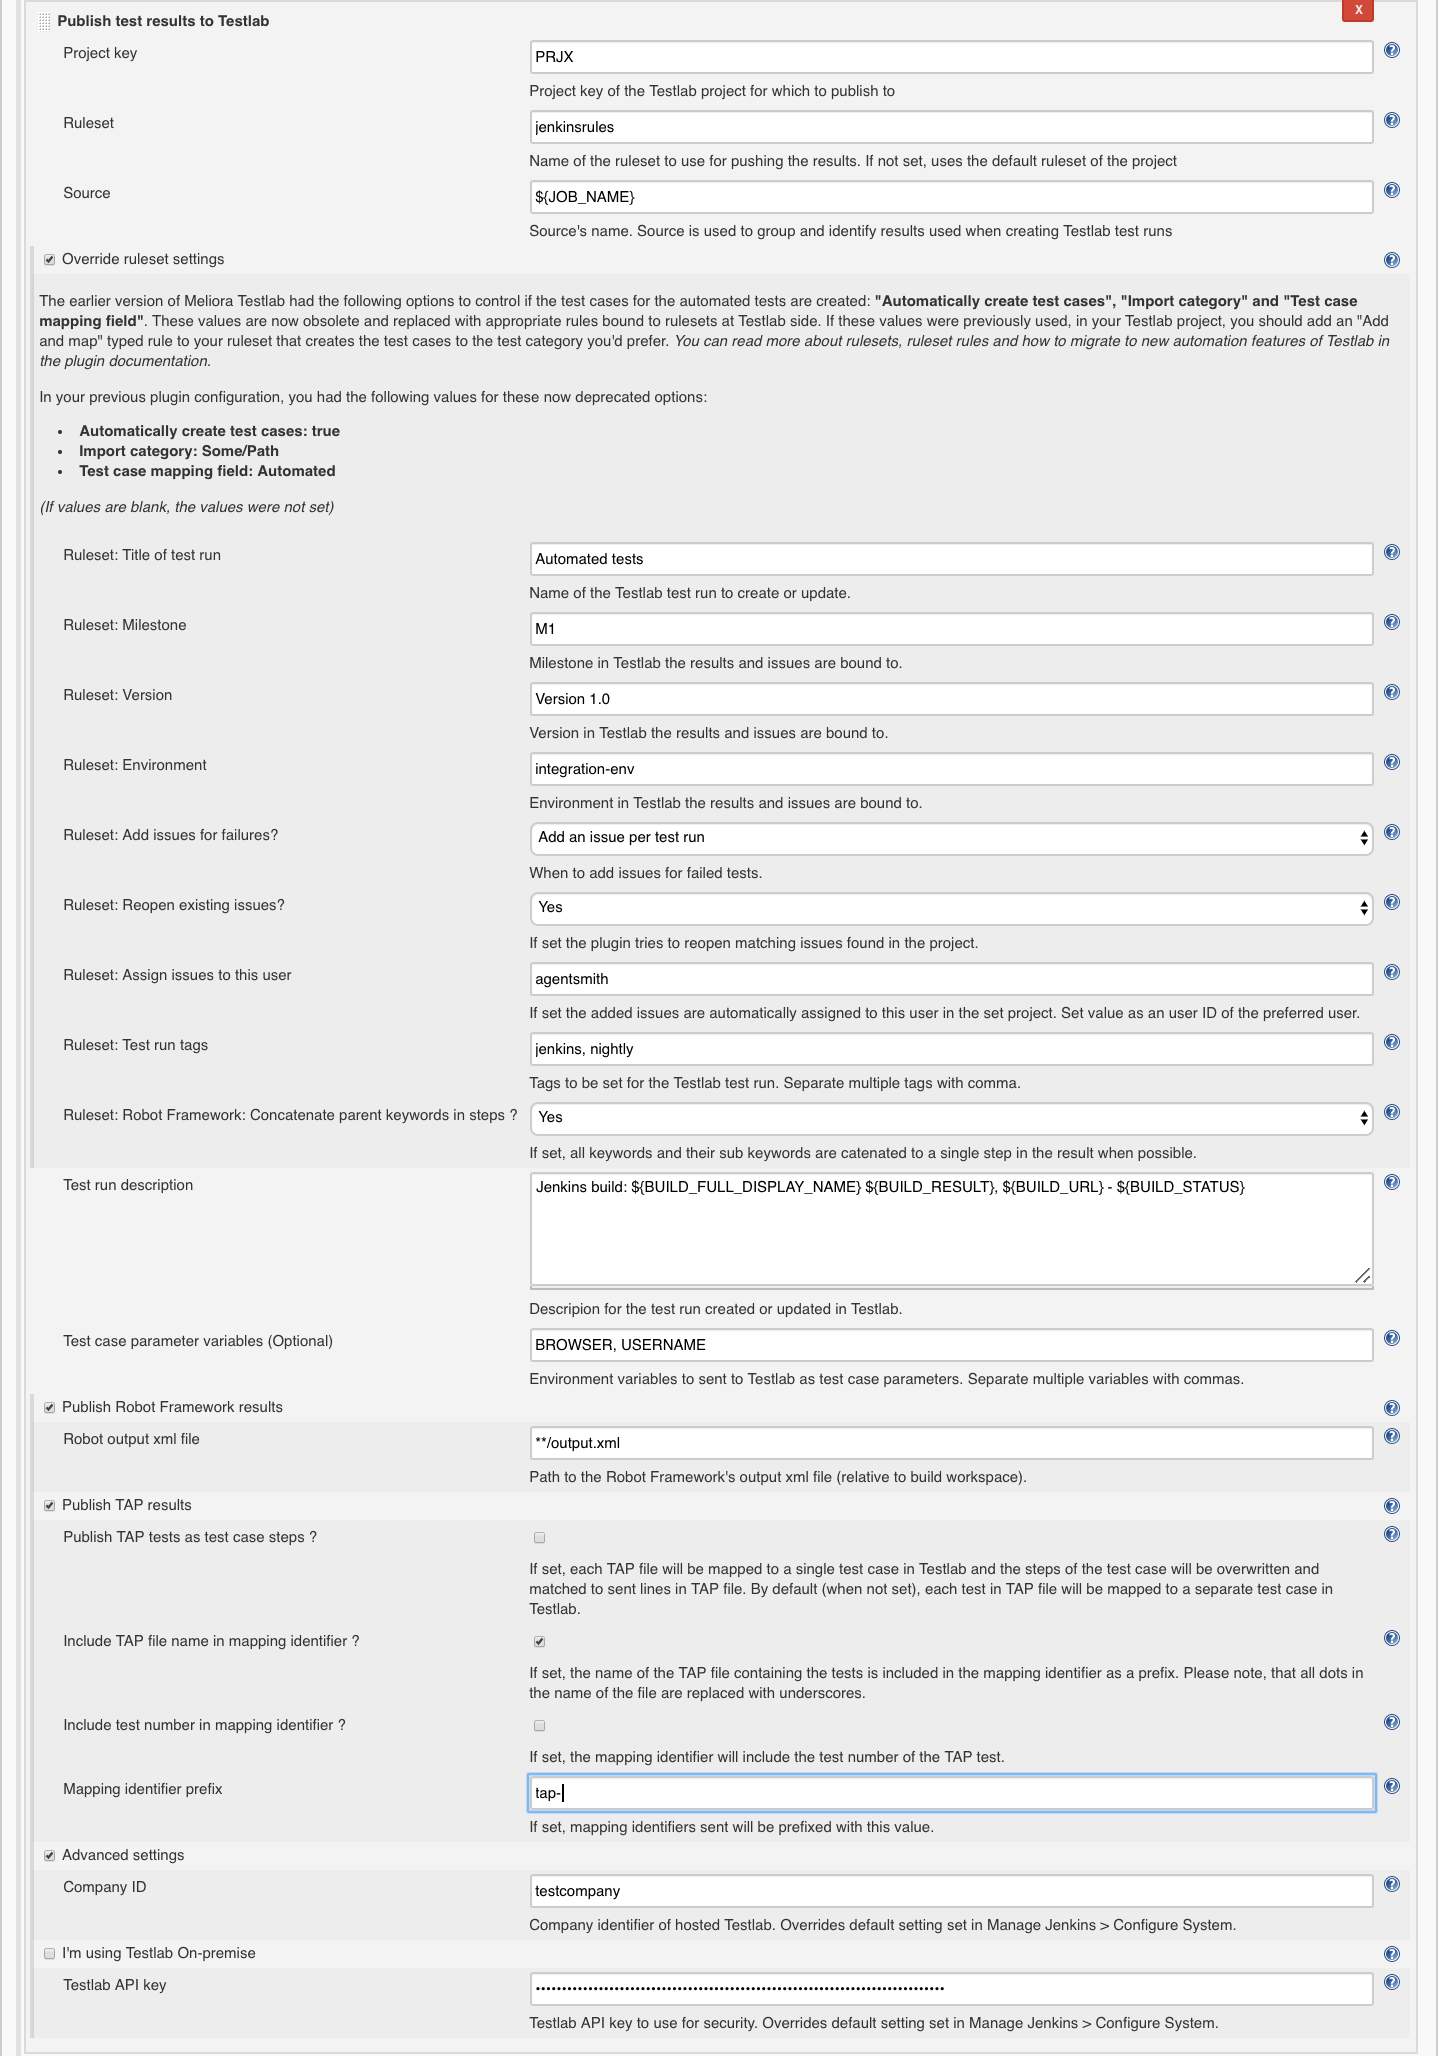 Publish test results to Testlab
X
Project key
PRJX
Project key of the Testlab project for which to publish to
Ruleset
jenkinsrules
Name of the ruleset to use for pushing the results. If not set, uses the default ruleset of the project
Source
${JOB_NAME}
Source's name. Source is used to group and identify results used when creating Testlab test runs
Override ruleset settings
The earlier version of Meliora Testlab had the following options to control if the test cases for the automated tests are created: "Automatically create test cases", "Import category" and "Test case
mapping field". These values are now obsolete and replaced with appropriate rules bound to rulesets at Testlab side. If these values were previously used, in your Testlab project, you should add an "Add
and map" typed rule to your ruleset that creates the test cases to the test category you'd prefer. You can read more about rulesets, ruleset rules and how to migrate to new automation features of Testlab in
the plugin documentation.
In your previous plugin configuration, you had the following values for these now deprecated options:
• Automatically create test cases: true
• Import category: Some/Path
• Test case mapping field: Automated
(If values are blank, the values were not set)
Ruleset: Title of test run
Automated tests
Name of the Testlab test run to create or update.
Ruleset: Milestone
M1
Milestone in Testlab the results and issues are bound to.
Ruleset: Version
Version 1.0
Version in Testlab the results and issues are bound to.
Ruleset: Environment
integration-env
Environment in Testlab the results and issues are bound to.
Ruleset: Add issues for failures?
Add an issue per test run
When to add issues for failed tests.
Ruleset: Reopen existing issues?
Yes
If set the plugin tries to reopen matching issues found in the project.
Ruleset: Assign issues to this user
agentsmith
If set the added issues are automatically assigned to this user in the set project. Set value as an user ID of the preferred user.
Ruleset: Test run tags
jenkins, nightly
Tags to be set for the Testlab test run. Separate multiple tags with comma.
Ruleset: Robot Framework: Concatenate parent keywords in steps ?
Yes
If set, all keywords and their sub keywords are catenated to a single step in the result when possible.
Test run description
Jenkins build: ${BUILD_FULL_DISPLAY_NAME} ${BUILD_RESULT}, ${BUILD_URL} - ${BUILD_STATUS}
Descripion for the test run created or updated in Testlab.
Test case parameter variables (Optional)
BROWSER, USERNAME
Environment variables to sent to Testlab as test case parameters. Separate multiple variables with commas.
Publish Robot Framework results
Robot output xml file
**/output.xml
Path to the Robot Framework's output xml file (relative to build workspace).
Publish TAP results
Publish TAP tests as test case steps ?
If set, each TAP file will be mapped to a single test case in Testlab and the steps of the test case will be overwritten and
matched to sent lines in TAP file. By default (when not set), each test in TAP file will be mapped to a separate test case in
Testlab.
Include TAP file name in mapping identifier ?
If set, the name of the TAP file containing the tests is included in the mapping identifier as a prefix. Please note, that all dots in
the name of the file are replaced with underscores.
Include test number in mapping identifier ?
If set, the mapping identifier will include the test number of the TAP test.
Mapping identifier prefix
tap-
If set, mapping identifiers sent will be prefixed with this value.
Advanced settings
Company ID
testcompany
Company identifier of hosted Testlab. Overrides default setting set in Manage Jenkins > Configure System.
I'm using Testlab On-premise
Testlab API key
Testlab API key to use for security. Overrides default setting set in Manage Jenkins > Configure System.